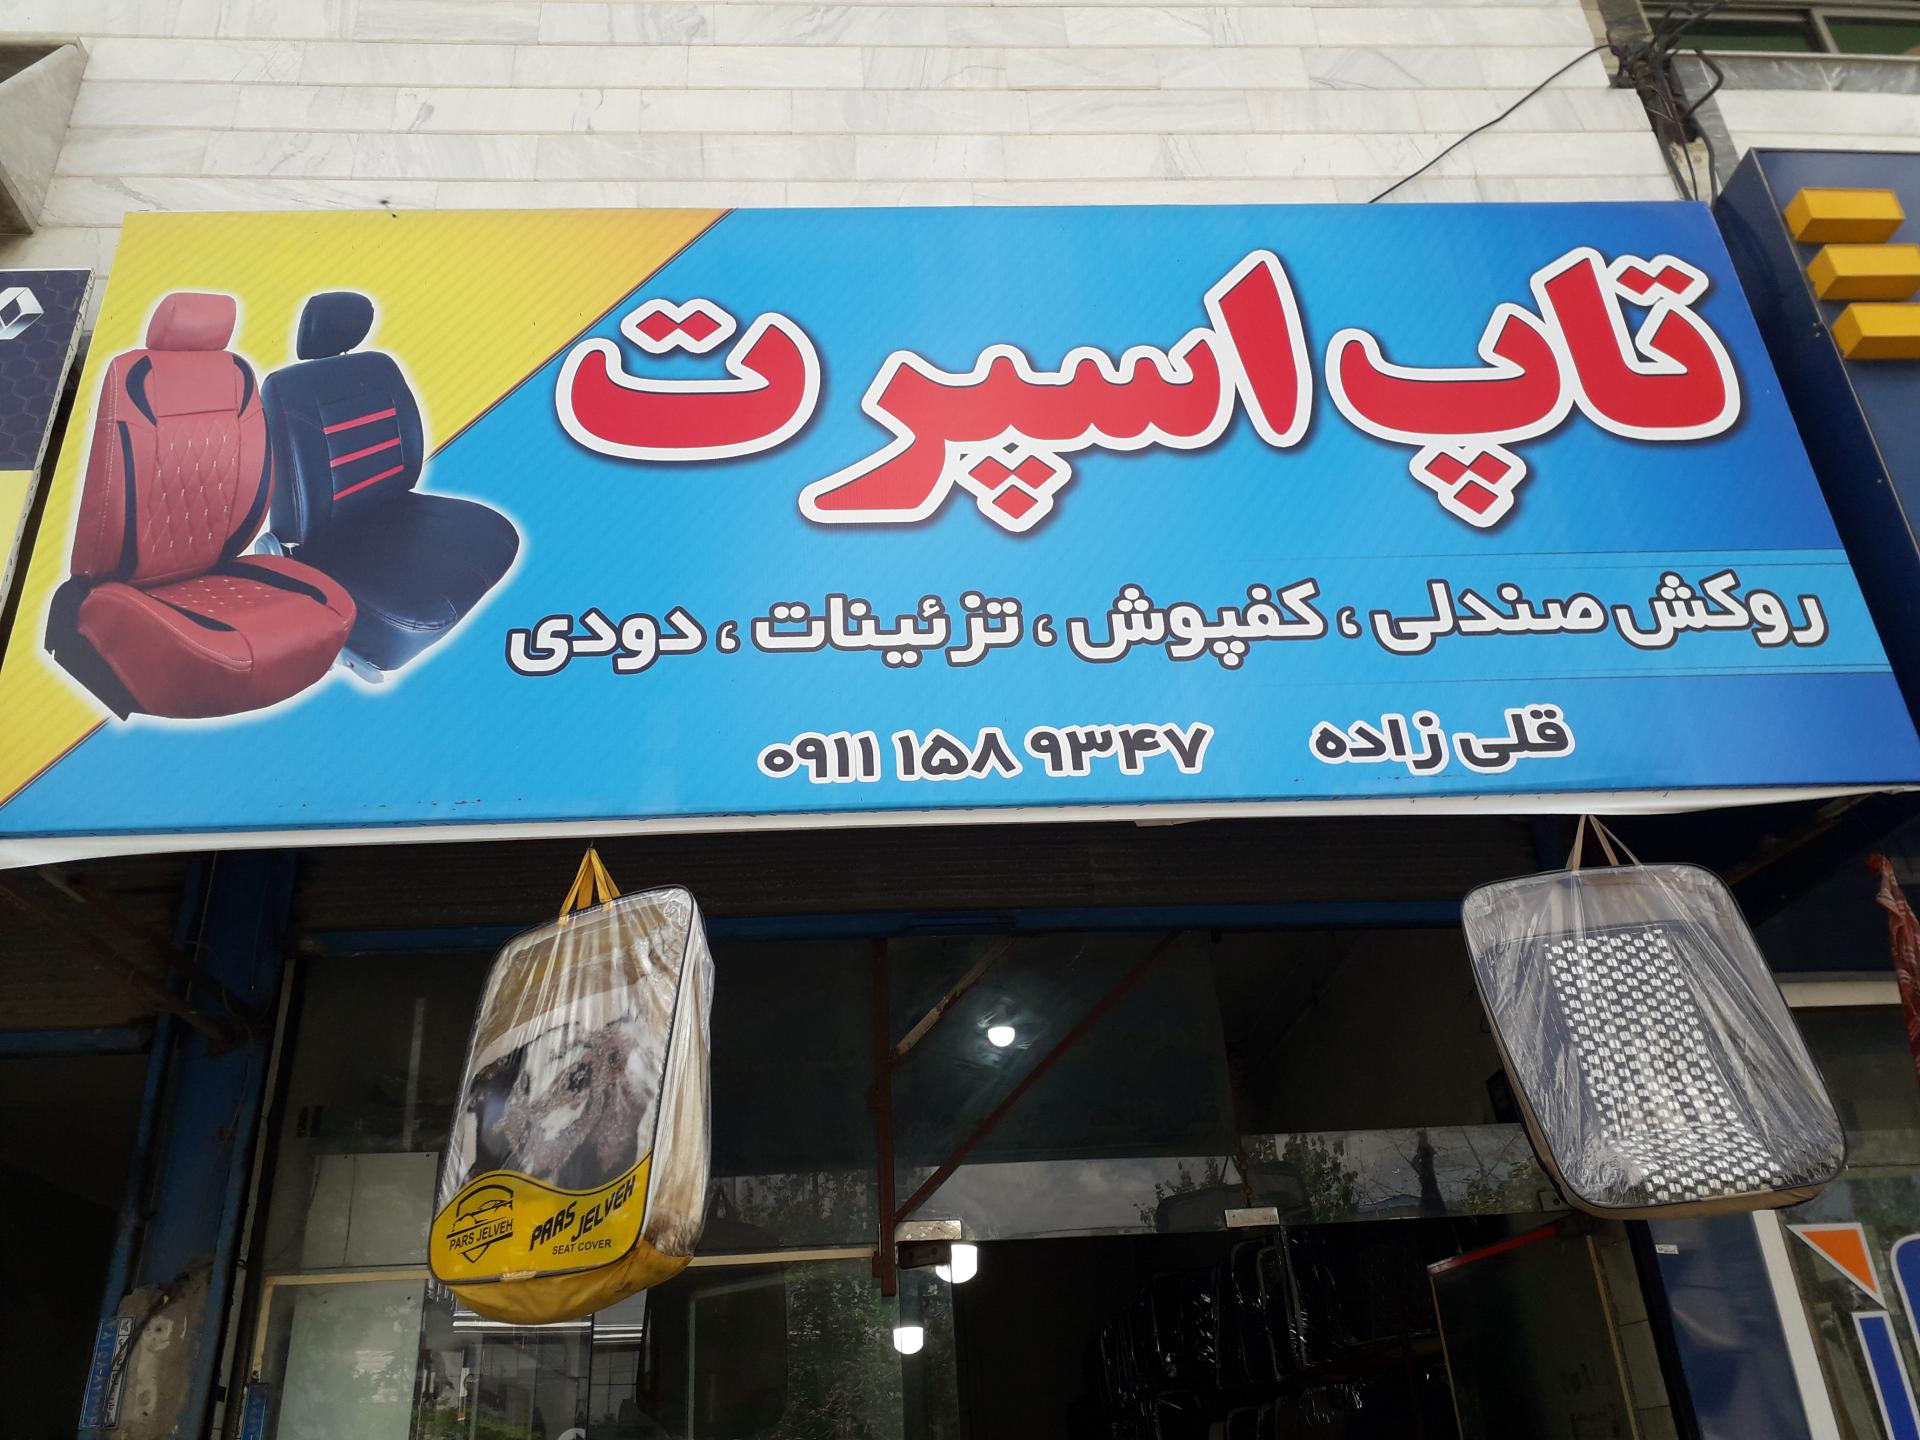 تاپ اسپرت
روکش صندلی ، کفپوش ، تزئینات ، دودی
قلی زاده
۰۹۱۱ ۱۵۸ ۹۳۴۷
PARS JELVEH
PARS JELVEH
SEAT COVER